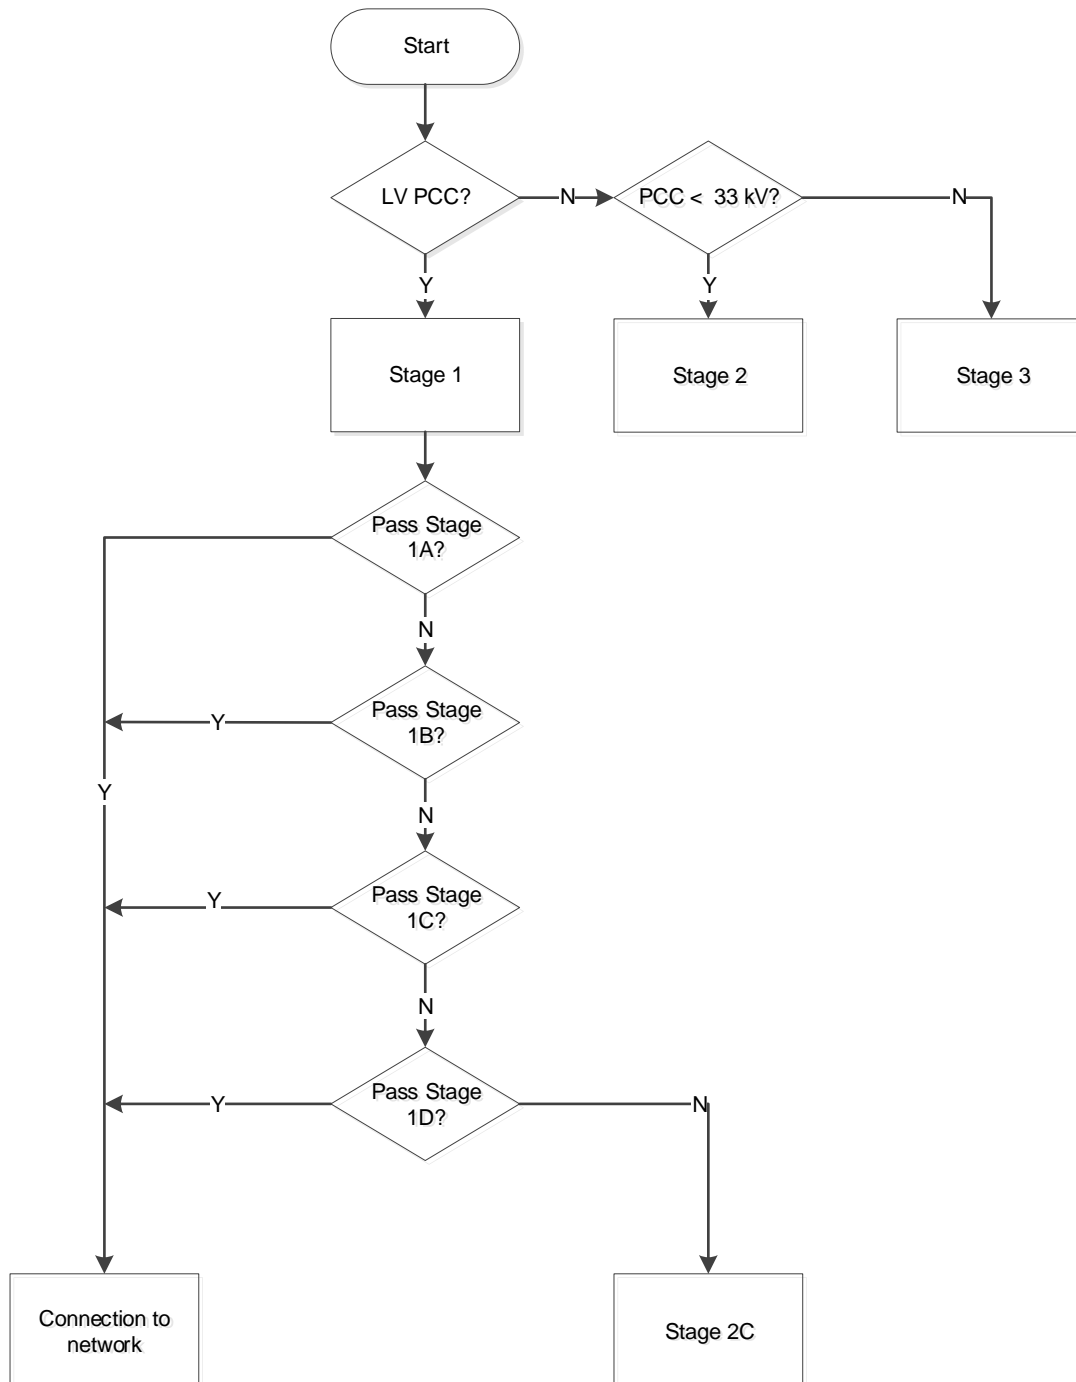 Start
LV PCC?
N
PCC <  33 kV?
N
Y
Y
Stage 1
Stage 2
Stage 3
Pass Stage
1A?
N
Pass Stage
1B?
Y
Y
N
Pass Stage
1C?
Y
N
Pass Stage
1D?
Y
N
Connection to
network
Stage 2C